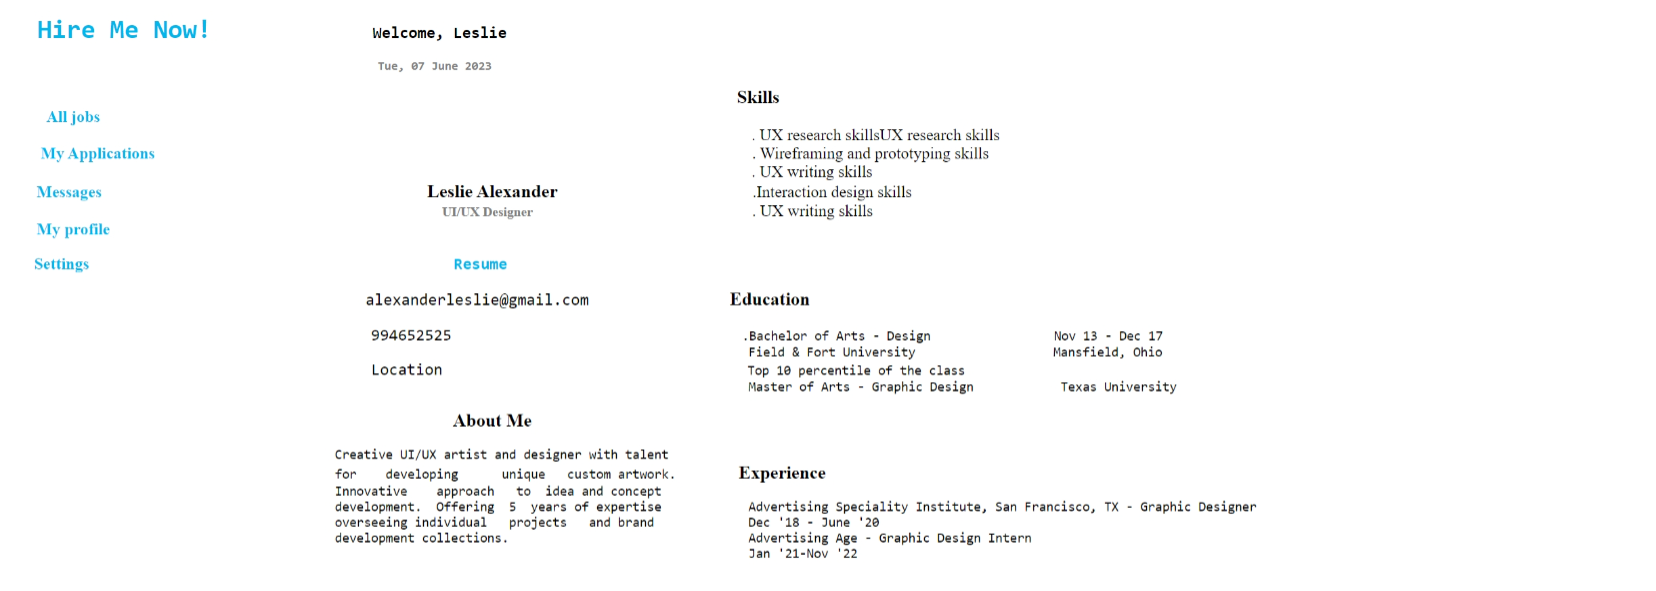 Hire Me Now!
All jobs
My Applications
Messages
My profile
Settings
Welcome, Leslie
Tue, 07 June 2023
Leslie Alexander
UI/UX Designer
Resume
alexanderleslie@gmail.com
994652525
Location
About Me
Creative UI/UX artist and designer with talent
for developing unique custom artwork.
Innovative approach to idea and concept
development. Offering 5 years of expertise
overseeing individual projects and brand
development collections.
Skills
. UX research skillsUX research skills
. Wireframing and prototyping skills
. UX writing skills
.Interaction design skills
. UX writing skills
Education
.Bachelor of Arts - Design Nov 13 - Dec 17
Field & Fort University Mansfield, Ohio
Top 10 percentile of the class
Master of Arts - Graphic Design Texas University
Experience
Advertising Speciality Institute, San Francisco, TX - Graphic Designer
Dec '18 - June '20
Advertising Age - Graphic Design Intern
Jan '21-Nov '22